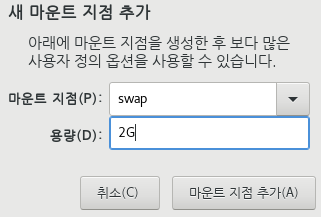 새 마운트 지점 추가
아래에 마운트 지점을 생성한 후 보다 많은
사용자 정의 옵션을 사용할 수 있습니다.
마운트 지점(P): swap
용량(D): 2G
취소(C) 마운트 지점 추가(A)